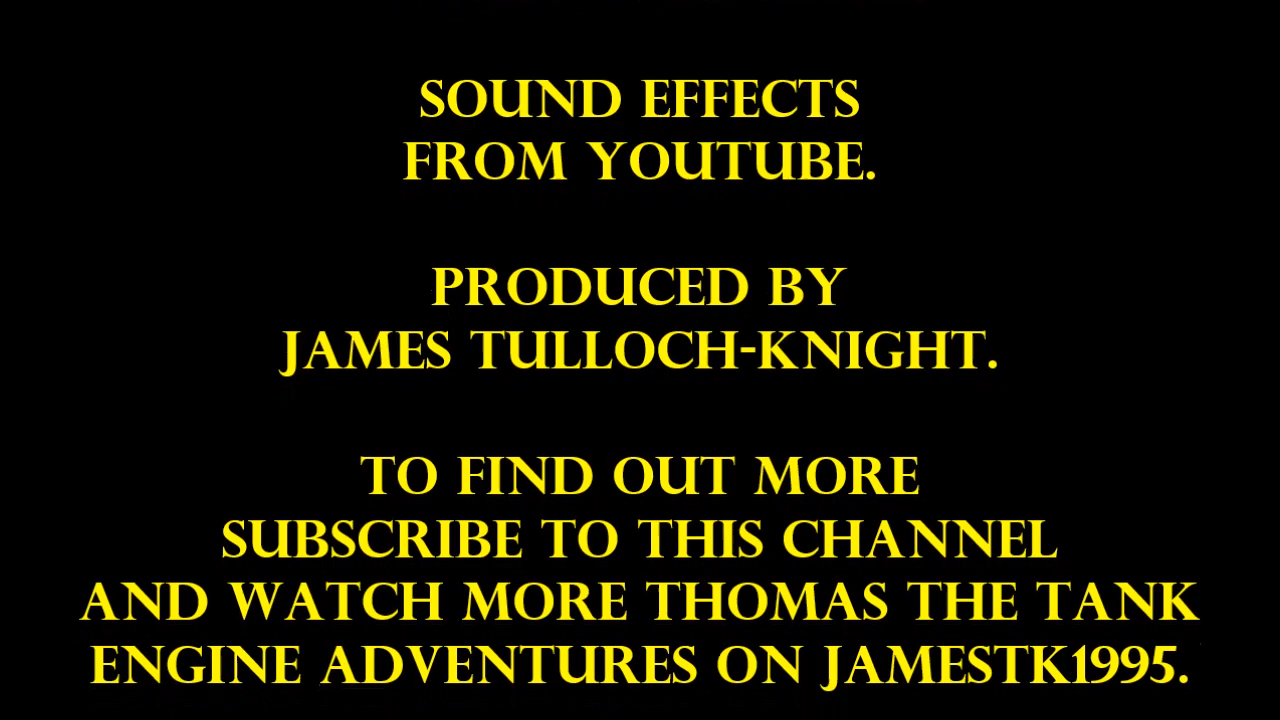 SOUND EFFECTS
FROM YOUTUBE.
PRODUCED BY
JAMES TULLOCH-KNIGHT.
TO FIND OUT MORE
SUBSCRIBE TO THIS CHANNEL
AND WATCH MORE THOMAS THE TANK
ENGINE ADVENTURES ON JAMESTK1995.